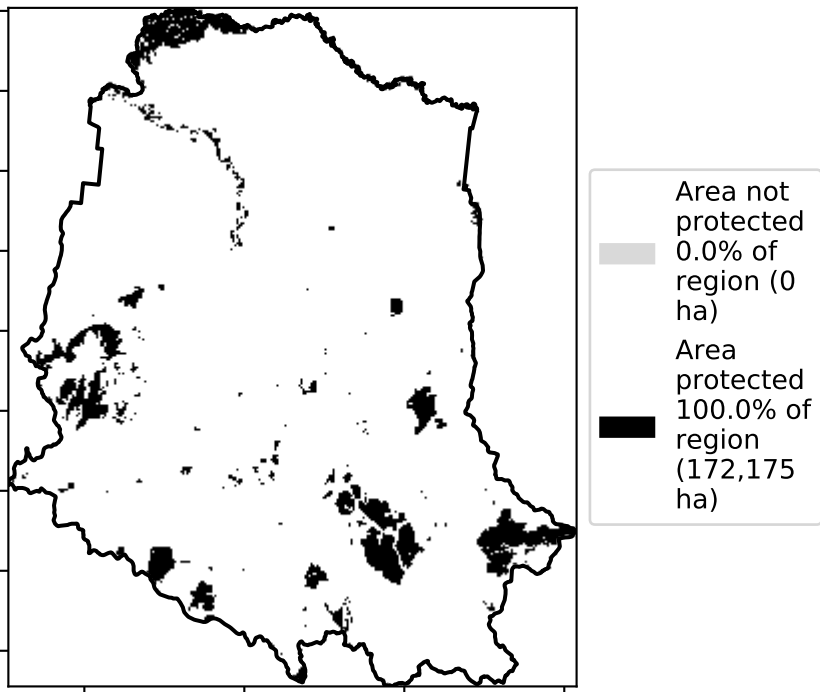 Area not
protected
0.0% of
region (0
ha)
Area
protected
100.0% of
region
(172,175
ha)